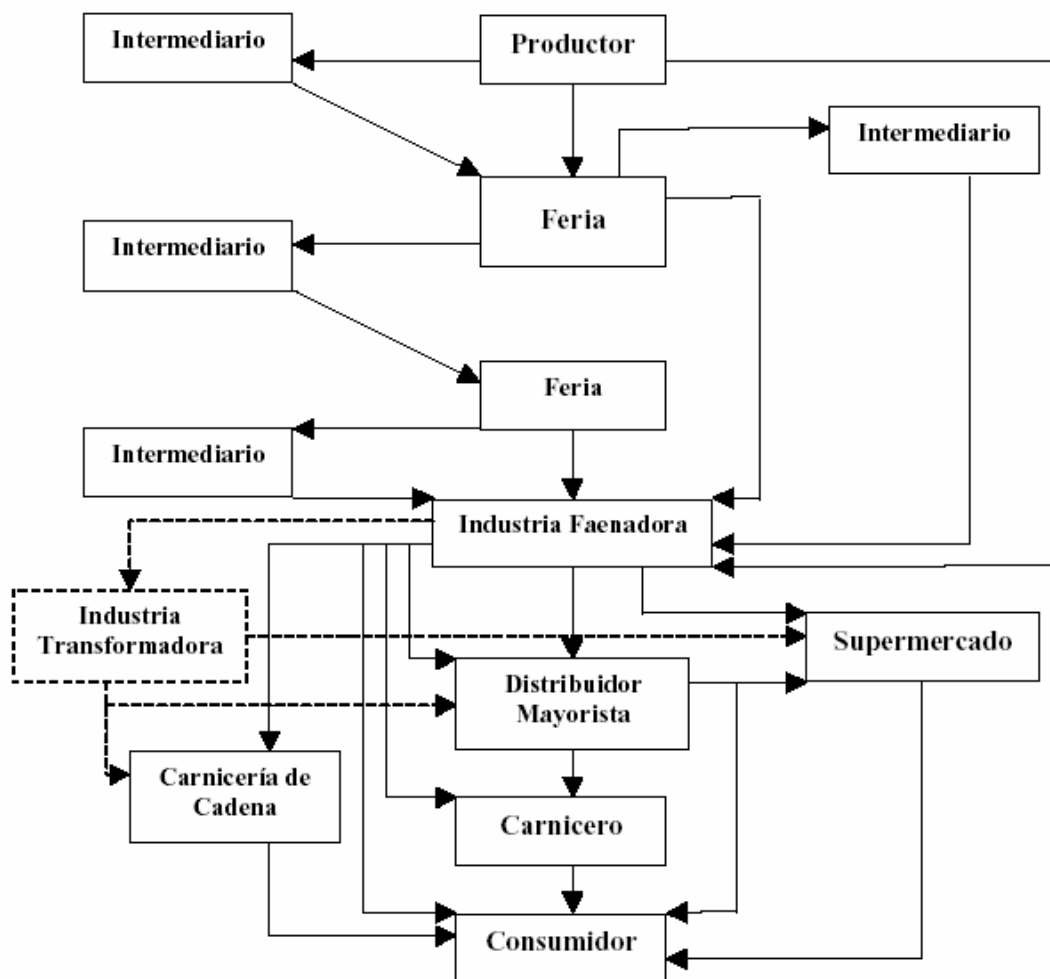 Intermediario
Productor
Intermediario
Feria
Intermediario
Feria
Intermediario
Industria Faenadora
Industria
Transformadora
Supermercado
Distribuidor
Mayorista
Carnicería de
Cadena
Carnicero
Consumidor